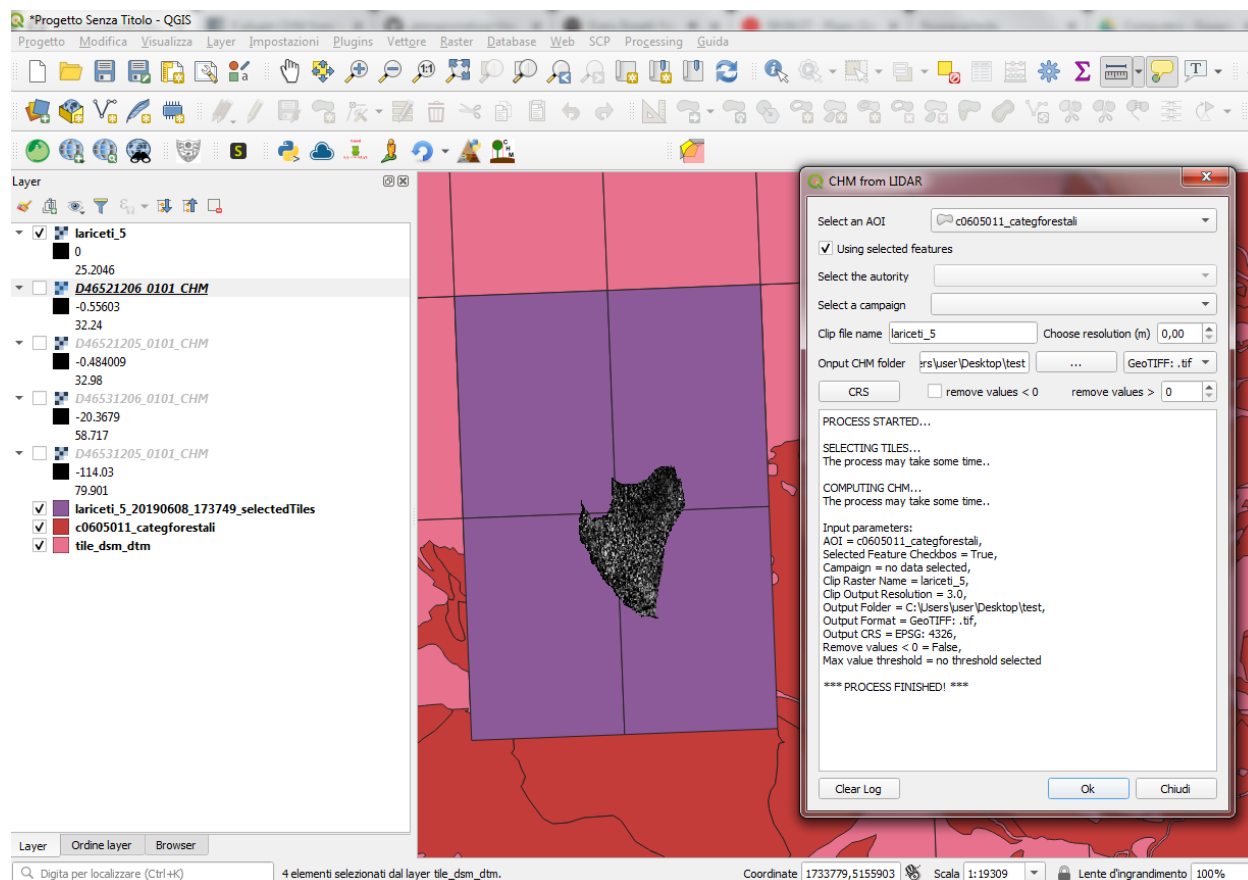 *Progetto Senza Titolo - QGIS
Progetto Modifica Visualizza Layer Impostazioni Plugins Vettore Raster Database Web SCP Processing Guida
1:1
a
Σ
T
S
C
H
M
Layer
lariceti_5
0
25.2046
D46521206_0101_CHM
-0.55603
32.24
D46521205_0101_CHM
-0.484009
32.98
D46531206_0101_CHM
-20.3679
58.717
D46531205_0101_CHM
-114.03
79.901
lariceti_5_20190608_173749_selectedTiles
c0605011_categforestali
tile_dsm_dtm
CHM from LIDAR
X
Select an AOI c0605011_categforestali
Using selected features
Select the autority
Select a campaign
Clip file name lariceti_5 Choose resolution (m) 0,00
Onput CHM folder ers\user\Desktop\test ... GeoTIFF: .tif
CRS remove values < 0 remove values > 0
PROCESS STARTED...
SELECTING TILES...
The process may take some time..
COMPUTING CHM...
The process may take some time..
Input parameters:
AOI = c0605011_categforestali,
Selected Feature Checkbos = True,
Campaign = no data selected,
Clip Raster Name = lariceti_5,
Clip Output Resolution = 3.0,
Output Folder = C:\Users\user\Desktop\test,
Output Format = GeoTIFF: .tif,
Output CRS = EPSG: 4326,
Remove values < 0 = False,
Max value threshold = no threshold selected
*** PROCESS FINISHED! ***
Clear Log Ok Chiudi
Layer Ordine layer Browser
Digita per localizzare (Ctrl+K) 4 elementi selezionati dal layer tile_dsm_dtm. Coordinate 1733779,5155903 Scala 1:19309 Lente d'ingrandimento 100%